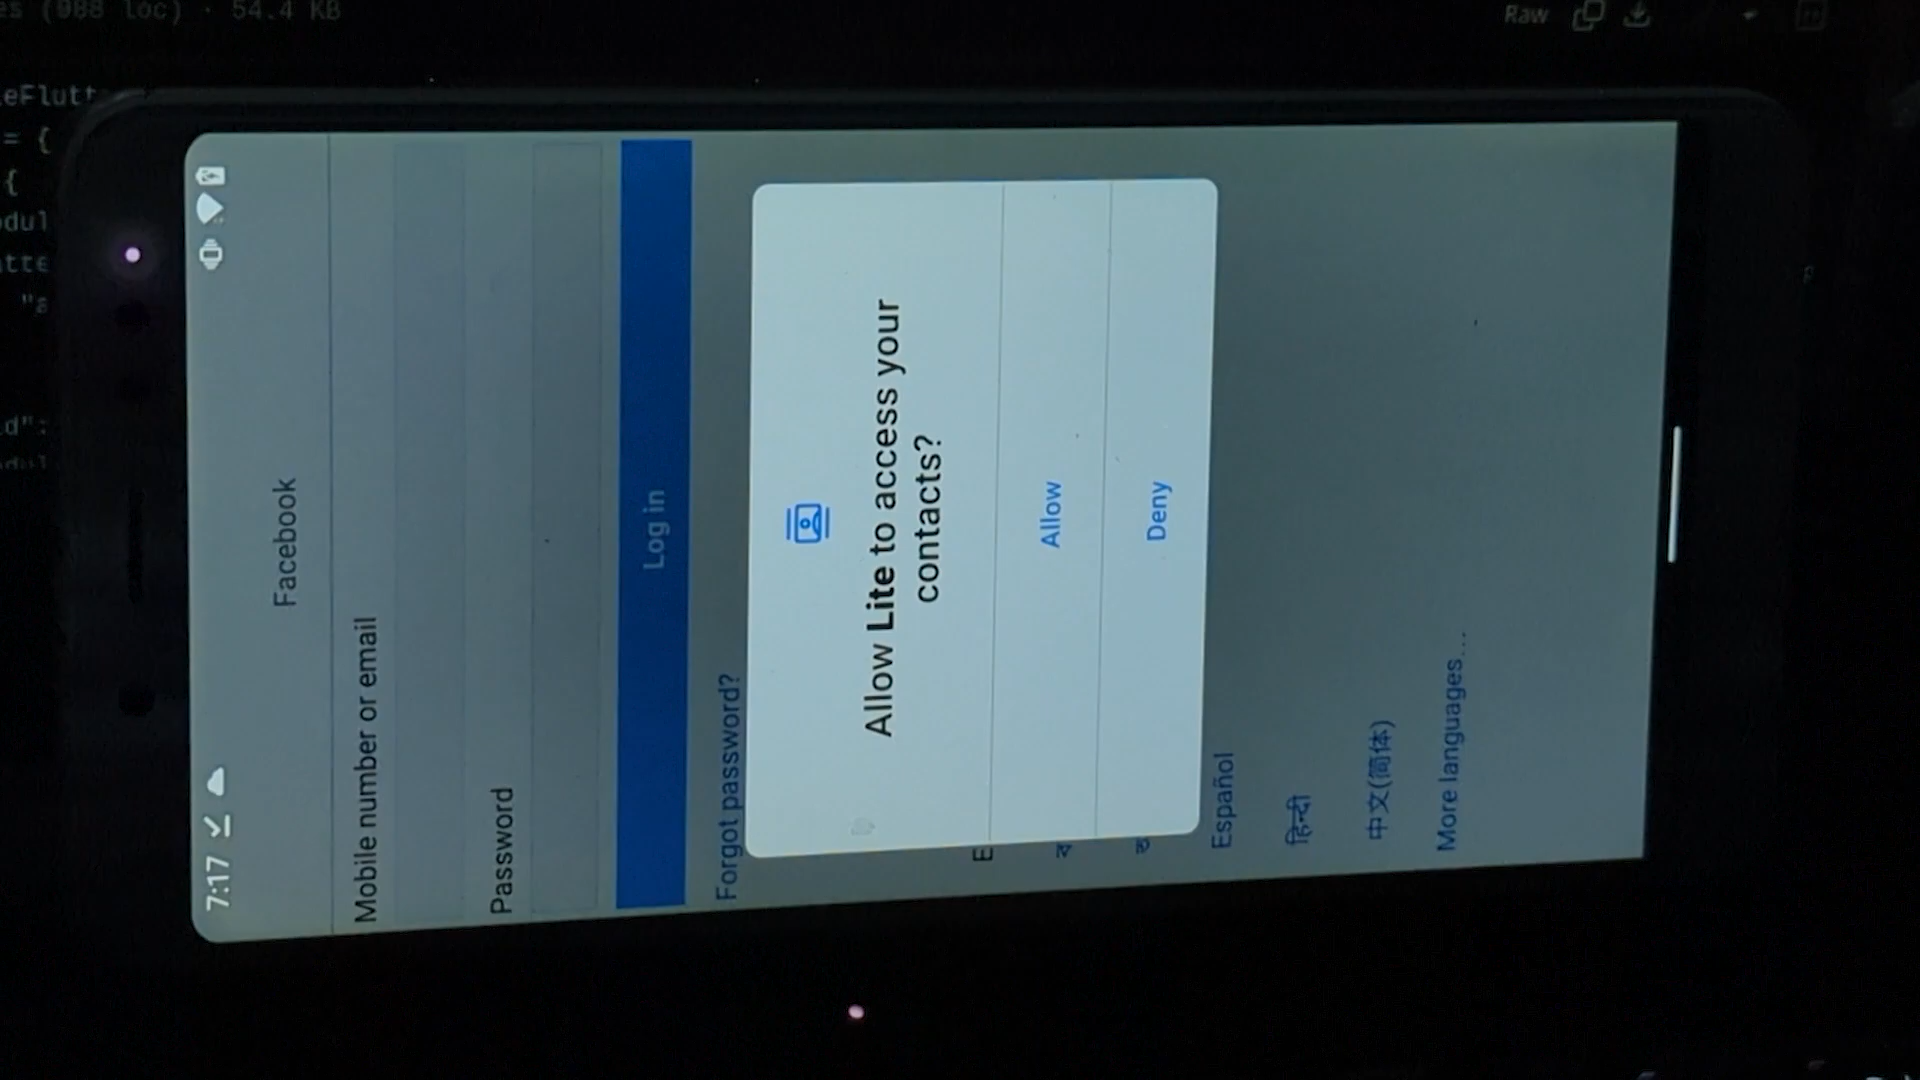 54.4 KB
Raw
= {
{
7:17
Facebook
Mobile number or email
Password
Log in
Forgot password?
Allow Lite to access your
contacts?
Allow
Deny
Español
हिन्दी
中文(简体)
More languages…